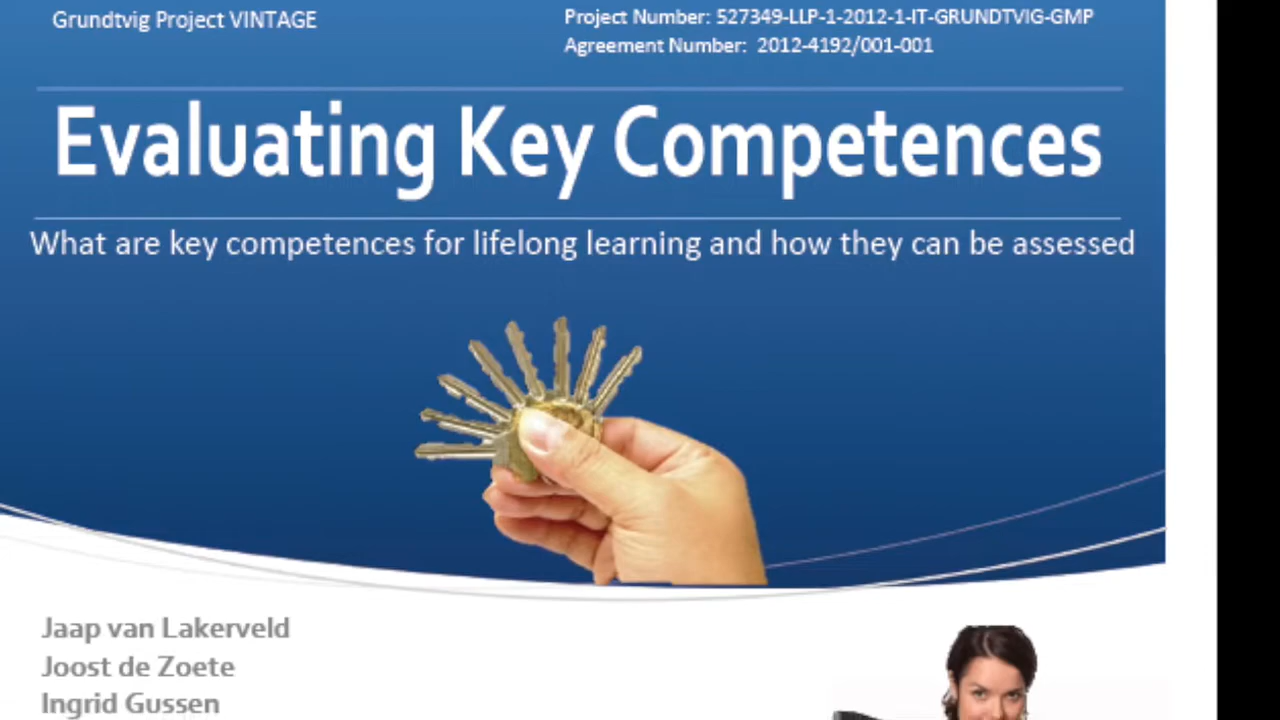 Grundtvig Project VINTAGE
Project Number: 527349-LLP-1-2012-1-IT-GRUNDTVIG-GMP
Agreement Number: 2012-4192/001-001
Evaluating Key Competences
What are key competences for lifelong learning and how they can be assessed
Jaap van Lakerveld
Joost de Zoete
Ingrid Gussen